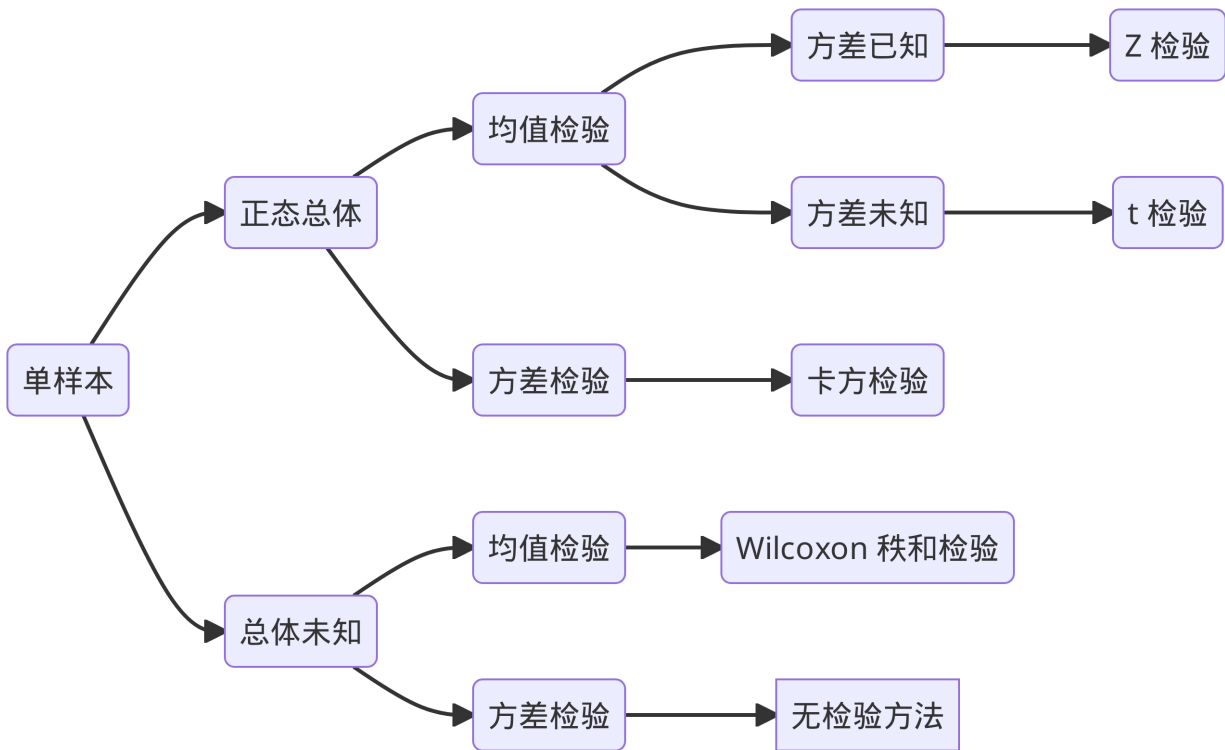 方差已知
Z 检验
均值检验
正态总体
方差未知
t 检验
单样本
方差检验
卡方检验
均值检验
Wilcoxon 秩和检验
总体未知
方差检验
无检验方法